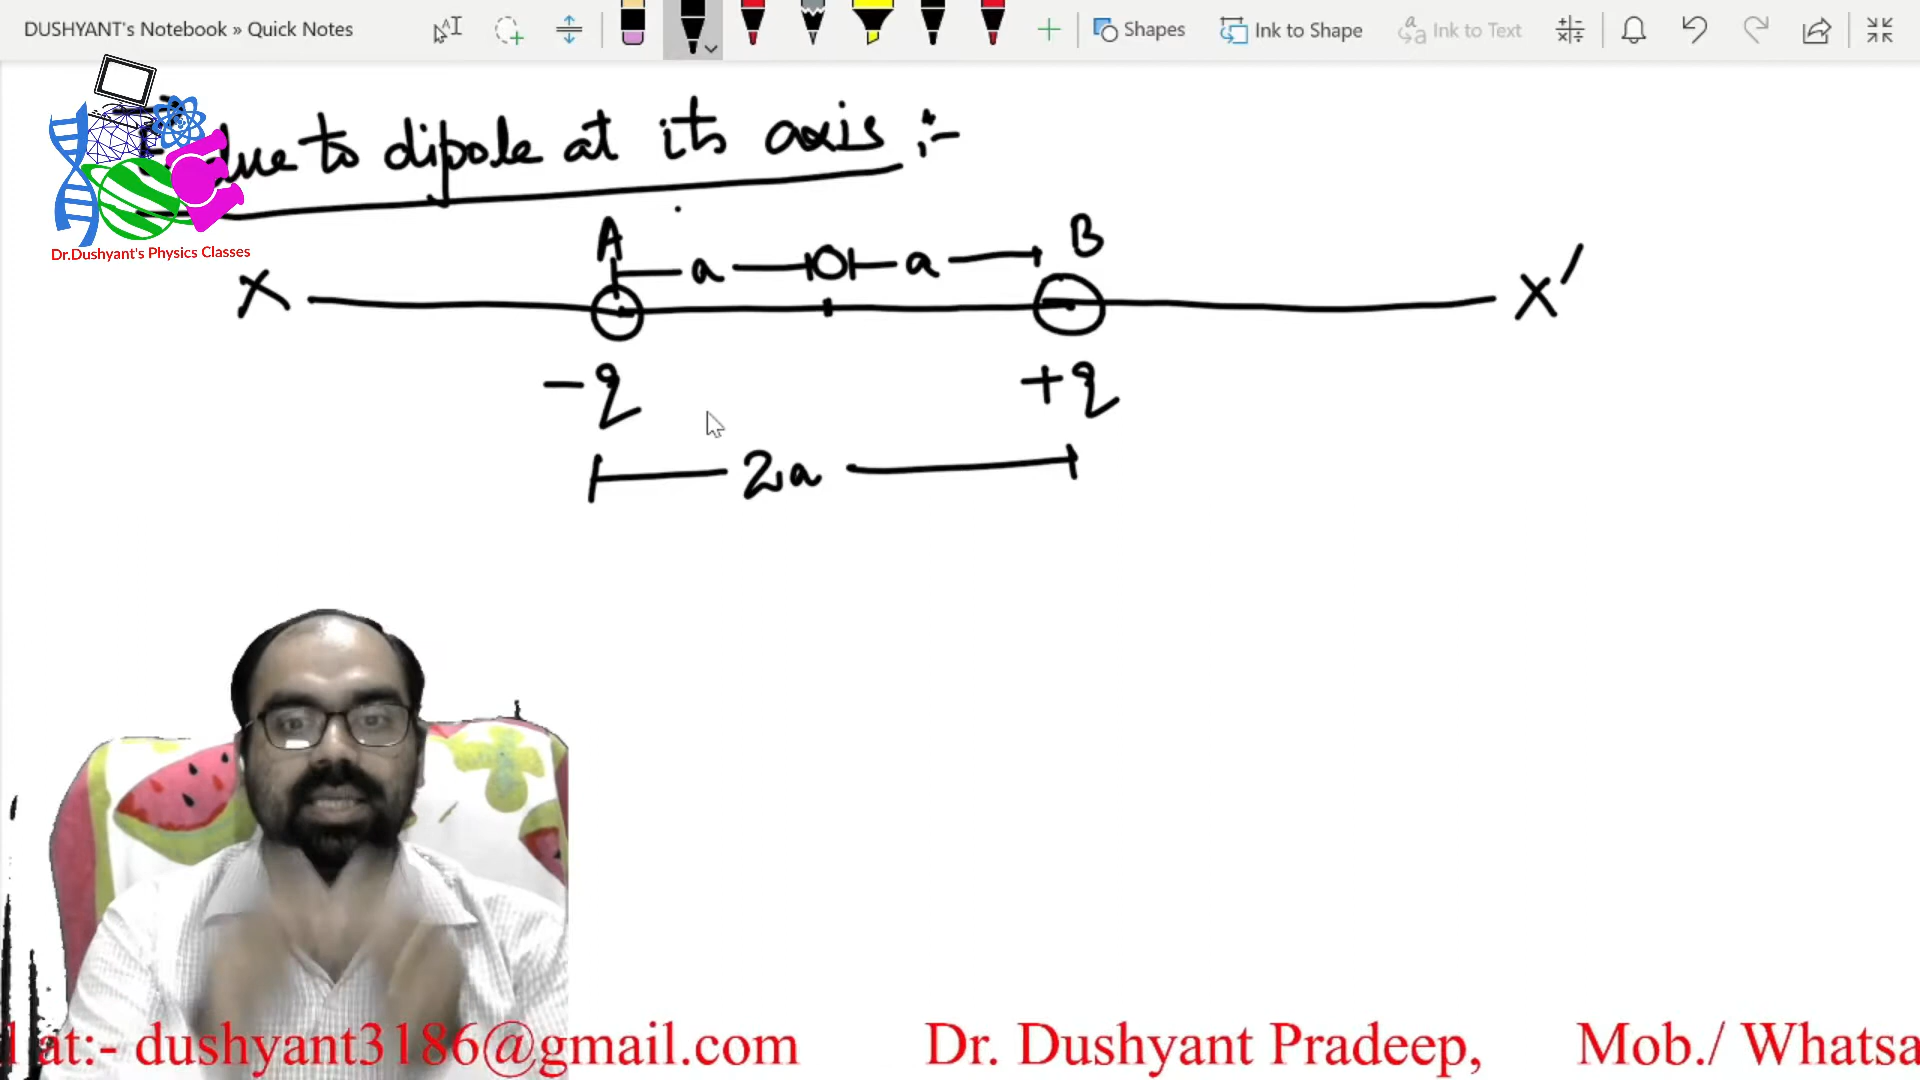 DUSHYANT's Notebook » Quick Notes
Shapes
Ink to Shape
Ink to Text
due to dipole at its axis :-
Dr.Dushyant's Physics Classes
A B
a O a
X X'
-q +q
2a
l at:- dushyant3186@gmail.com Dr. Dushyant Pradeep, Mob./ Whatsa